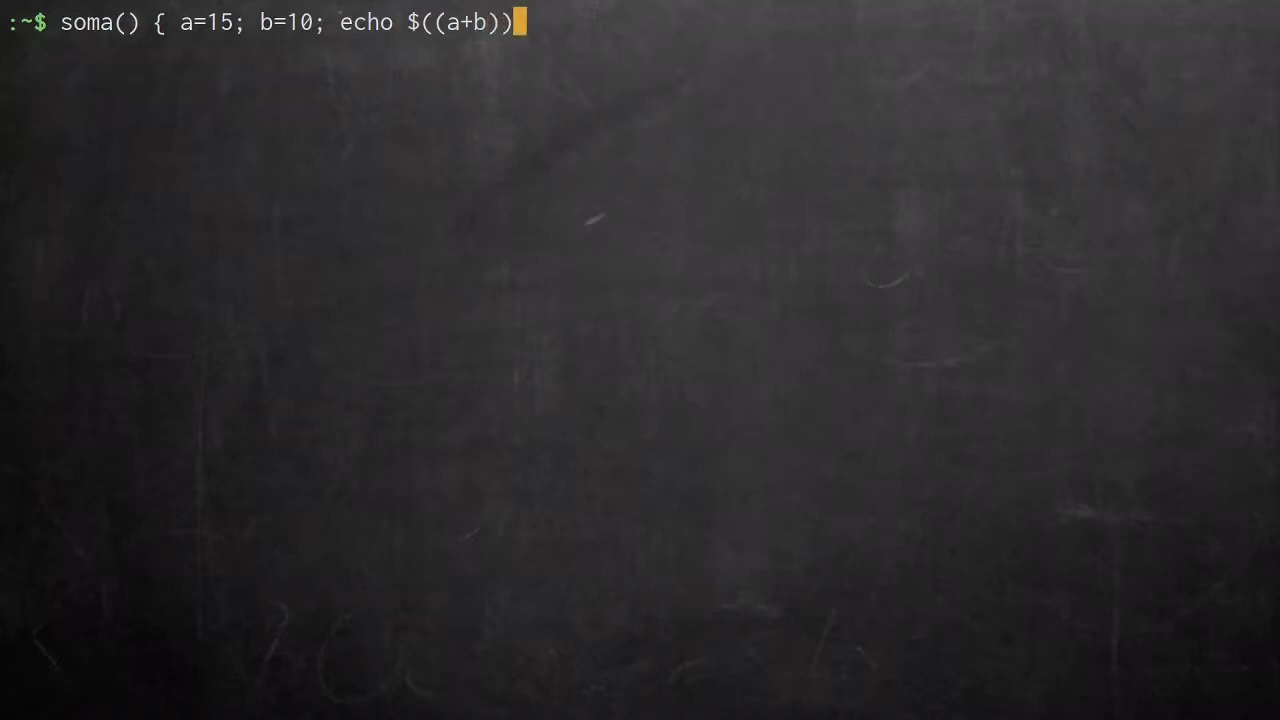 :~$ soma() { a=15; b=10; echo $((a+b))